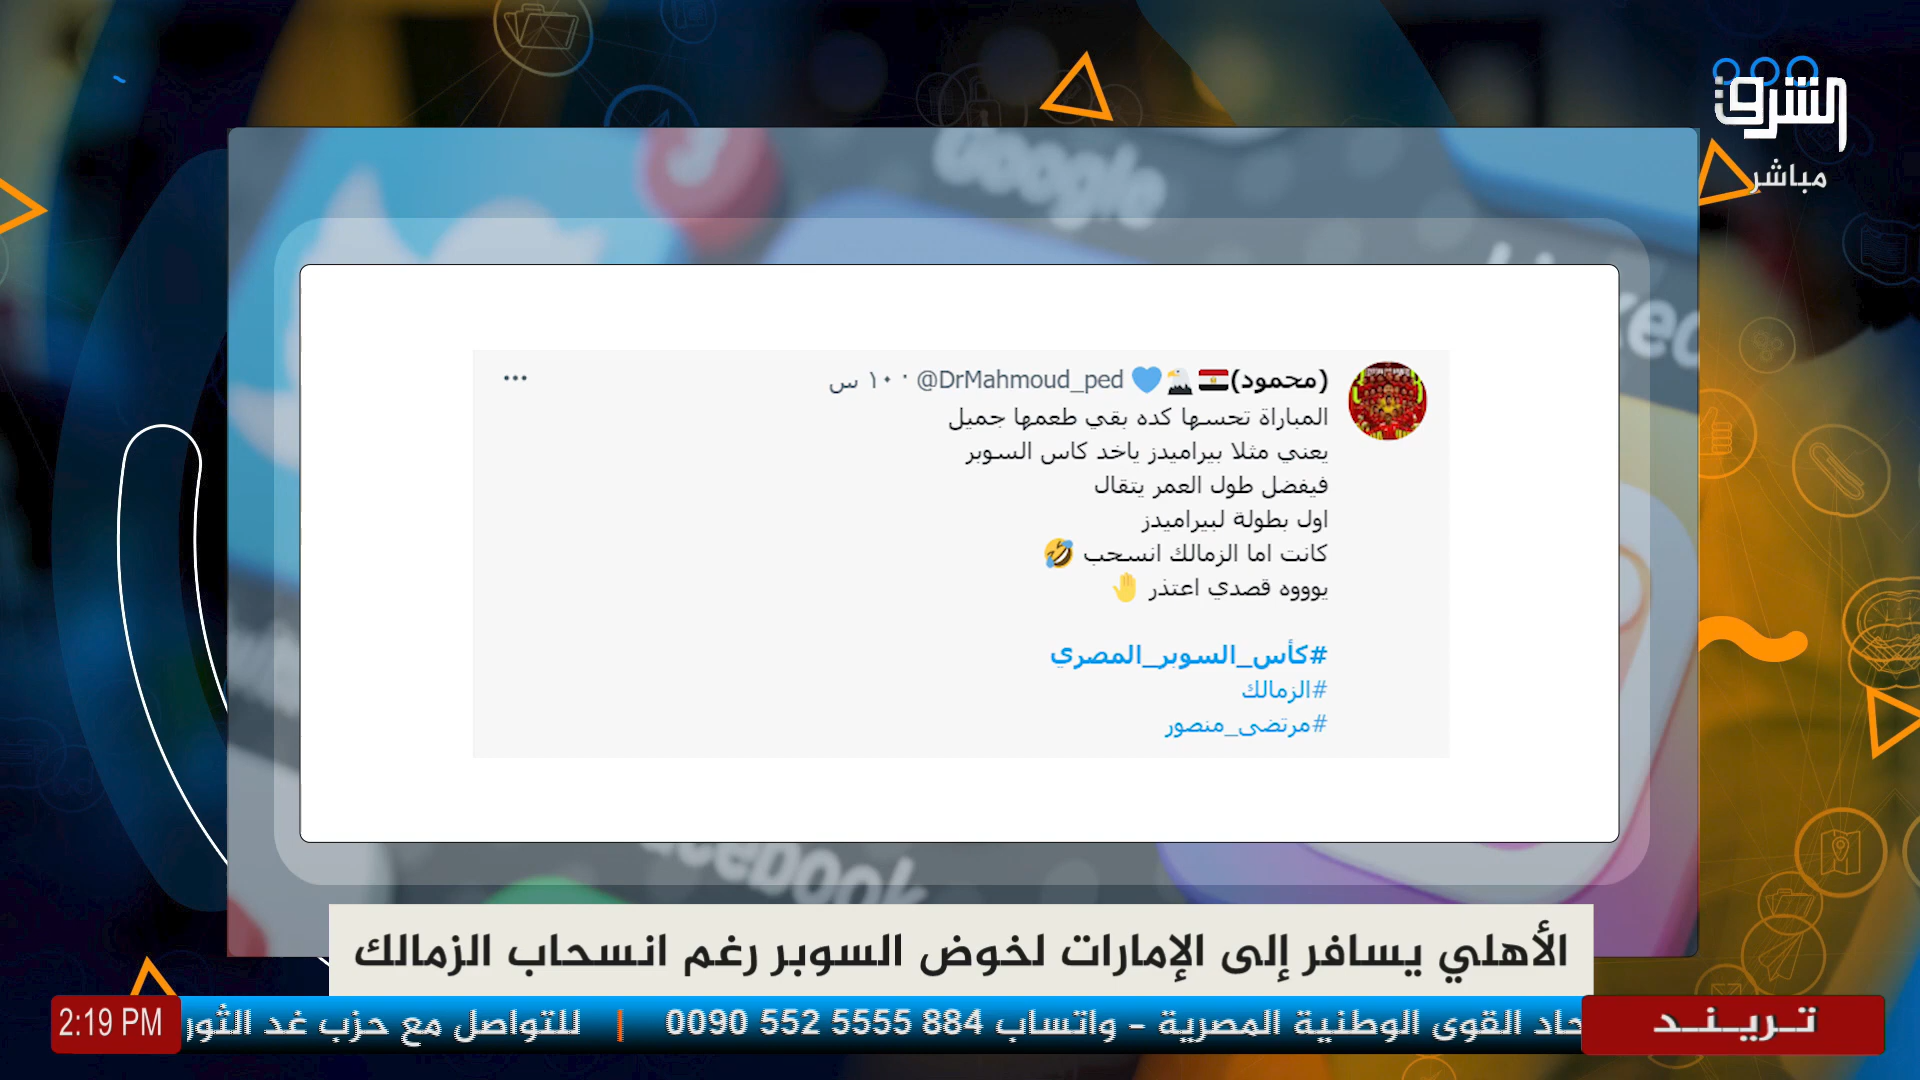 الشرق
مباشر
Google
(محمود) @DrMahmoud_ped · ١٠ س
المباراة تحسها كده بقي طعمها جميل
يعني مثلا بيراميدز ياخد كاس السوبر
فيفضل طول العمر يتقال
اول بطولة لبيراميدز
كانت اما الزمالك انسحب 🤣
يوووه قصدي اعتذر 🤚
#كأس_السوبر_المصري
#الزمالك
#مرتضى_منصور
facebook
الأهلي يسافر إلى الإمارات لخوض السوبر رغم انسحاب الزمالك
تـريـنـد
حاد القوى الوطنية المصرية - واتساب 884 5555 552 0090 | للتواصل مع حزب غد الثور
2:19 PM